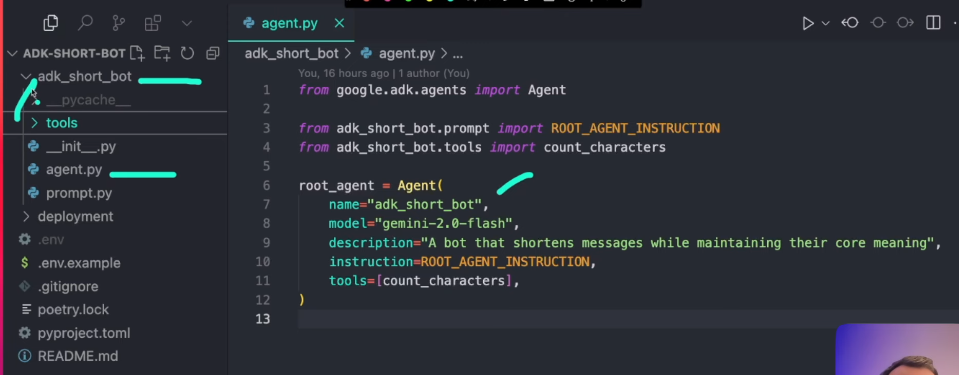 agent.py
ADK-SHORT-BOT
adk_short_bot
__pycache__
tools
__init__.py
agent.py
prompt.py
deployment
.env
$ .env.example
.gitignore
poetry.lock
pyproject.toml
README.md
adk_short_bot > agent.py > ...
You, 16 hours ago | 1 author (You)
1 from google.adk.agents import Agent
2
3 from adk_short_bot.prompt import ROOT_AGENT_INSTRUCTION
4 from adk_short_bot.tools import count_characters
5
6 root_agent = Agent(
7 name="adk_short_bot",
8 model="gemini-2.0-flash",
9 description="A bot that shortens messages while maintaining their core meaning",
10 instruction=ROOT_AGENT_INSTRUCTION,
11 tools=[count_characters],
12 )
13